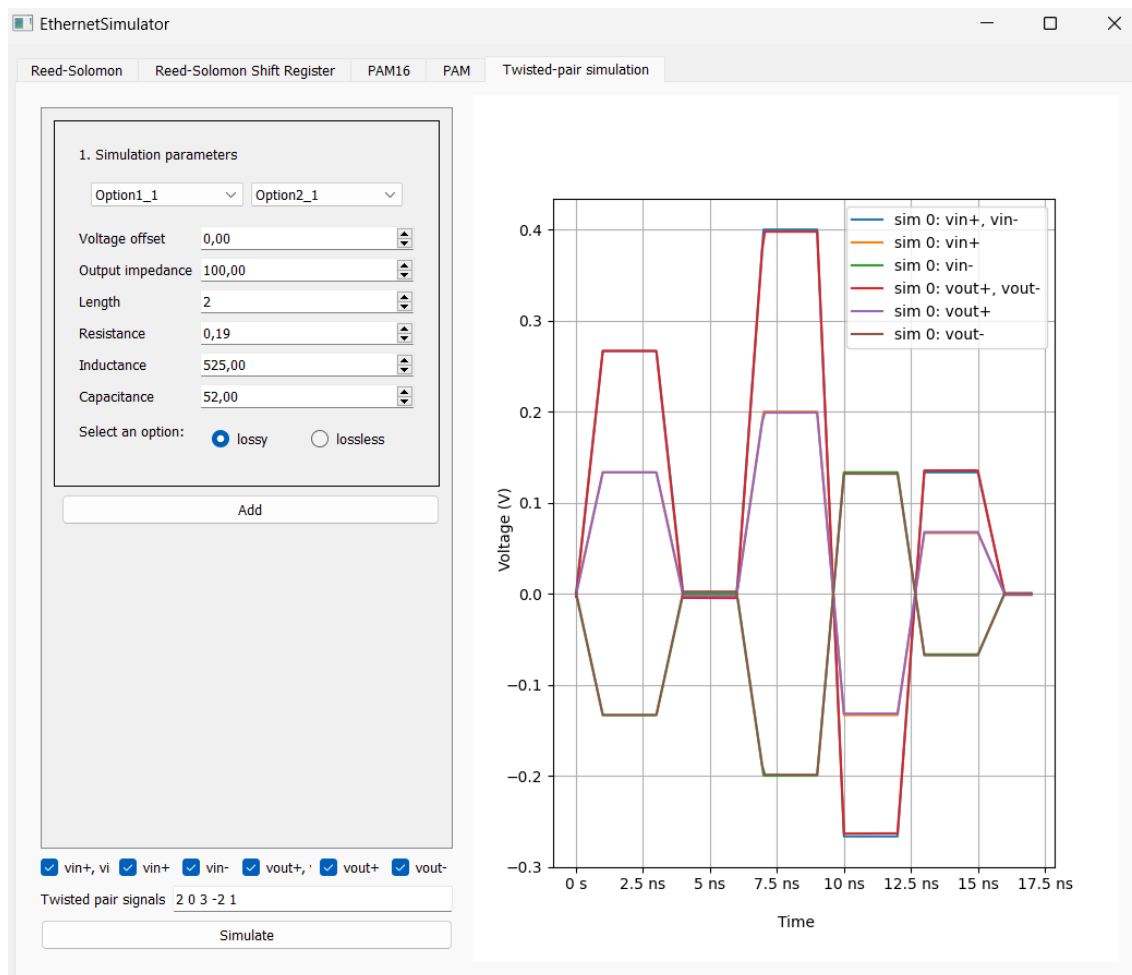 EthernetSimulator
Reed-Solomon Reed-Solomon Shift Register PAM16 PAM Twisted-pair simulation
1. Simulation parameters
Option1_1 Option2_1
Voltage offset 0,00
Output impedance 100,00
Length 2
Resistance 0,19
Inductance 525,00
Capacitance 52,00
Select an option: lossy lossless
Add
vin+, vi vin+ vin- vout+, vout+ vout-
Twisted pair signals 2 0 3 -2 1
Simulate
sim 0: vin+, vin-
sim 0: vin+
sim 0: vin-
sim 0: vout+, vout-
sim 0: vout+
sim 0: vout-
Voltage (V)
0.4
0.3
0.2
0.1
0.0
−0.1
−0.2
−0.3
0 s 2.5 ns 5 ns 7.5 ns 10 ns 12.5 ns 15 ns 17.5 ns
Time